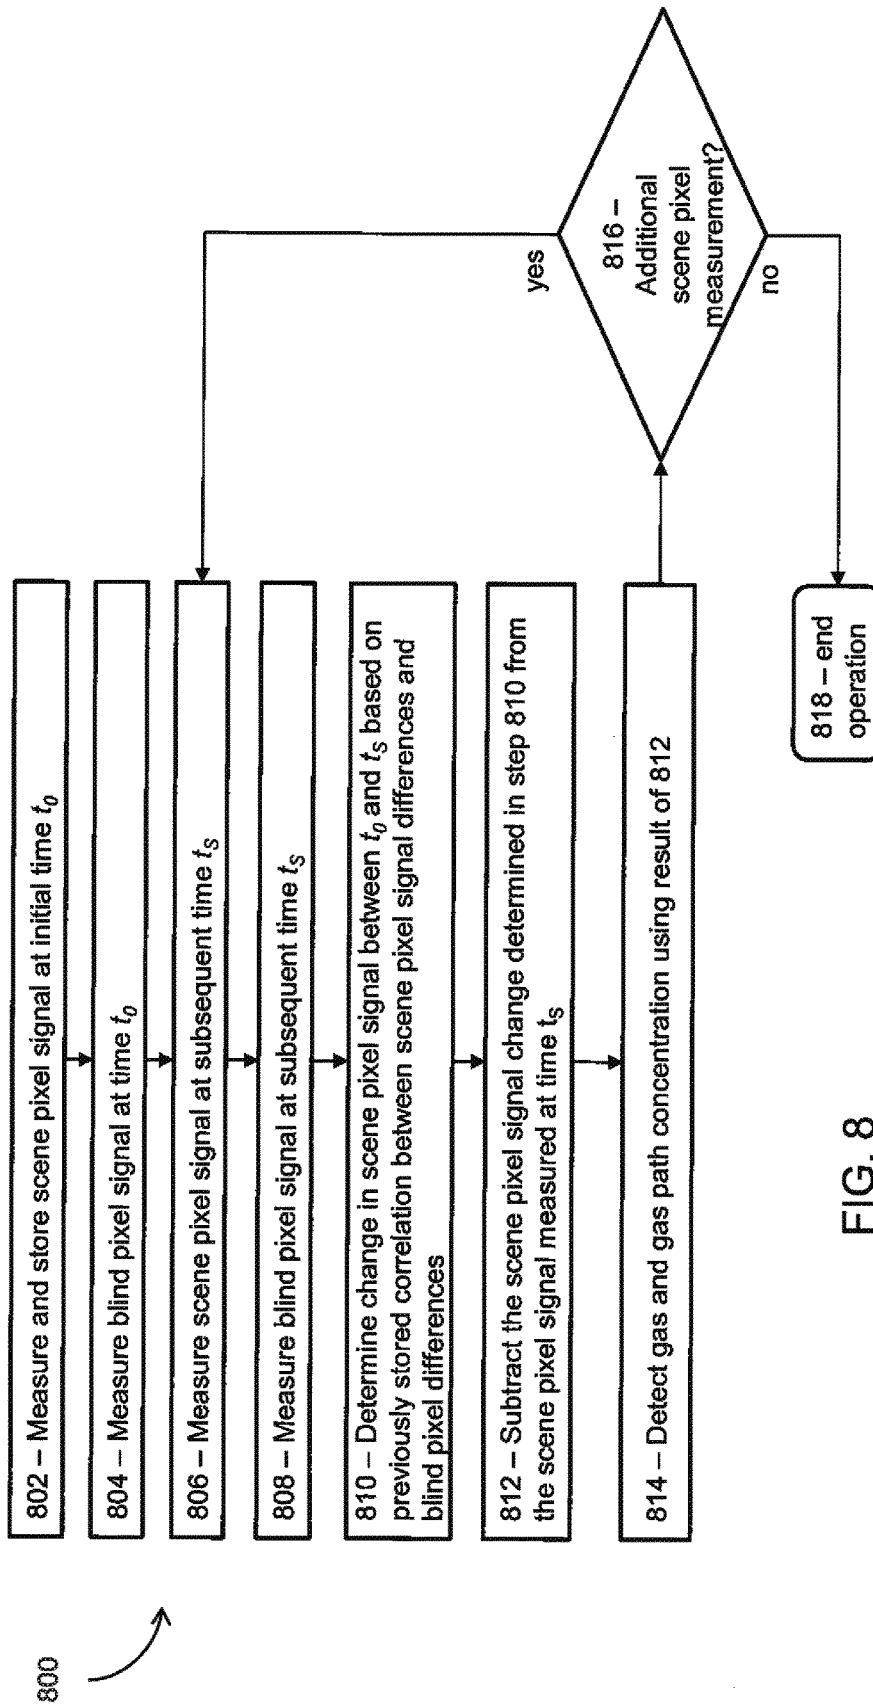 800
802 – Measure and store scene pixel signal at initial time t0
804 – Measure blind pixel signal at time t0
806 – Measure scene pixel signal at subsequent time tS
808 – Measure blind pixel signal at subsequent time tS
810 – Determine change in scene pixel signal between t0 and tS based on
previously stored correlation between scene pixel signal differences and
blind pixel differences
812 – Subtract the scene pixel signal change determined in step 810 from
the scene pixel signal measured at time tS
814 – Detect gas and gas path concentration using result of 812
yes
816 –
Additional
scene pixel
measurement?
no
818 – end
operation
FIG. 8